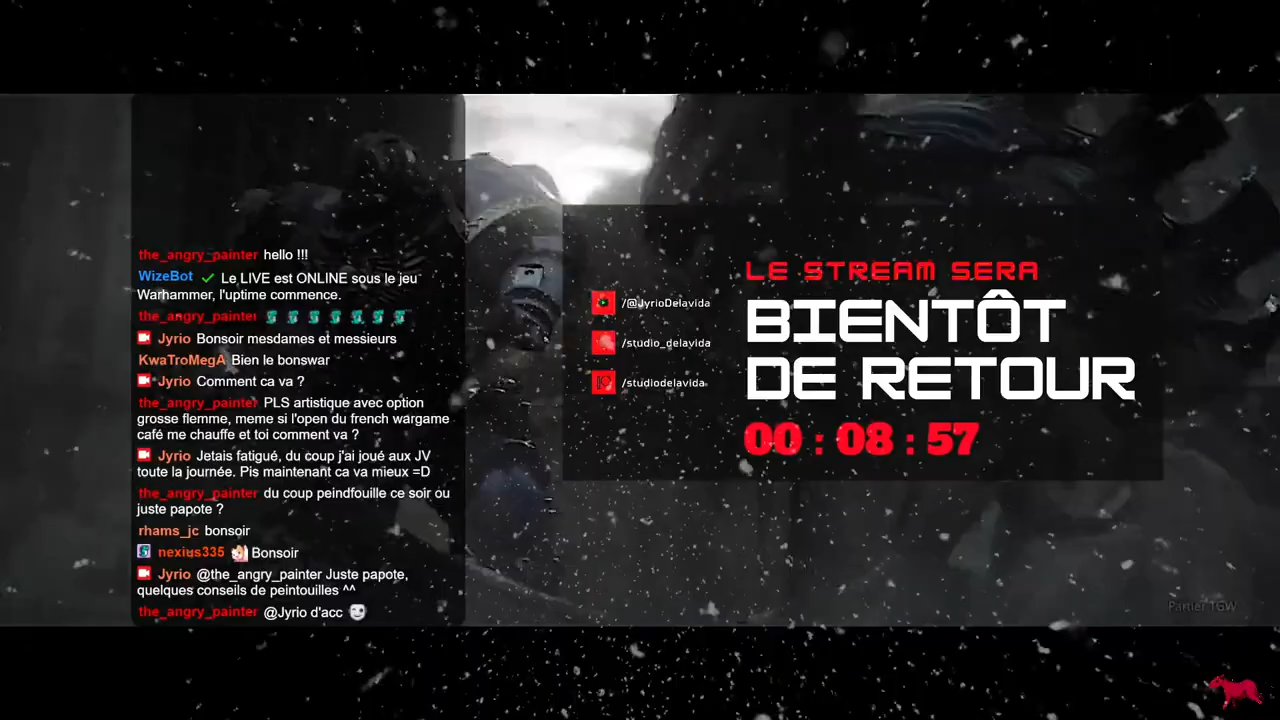 the_angry_painter hello !!!
WizeBot Le LIVE est ONLINE sous le jeu
Warhammer, l'uptime commence.
the_angry_painter
Jyrio Bonsoir mesdames et messieurs
KwaTroMegA Bien le bonswar
Jyrio Comment ca va ?
the_angry_painter PLS artistique avec option
grosse flemme, meme si l'open du french wargame
café me chauffe et toi comment va ?
Jyrio Jetais fatigué, du coup j'ai joué aux JV
toute la journée. Pis maintenant ca va mieux =D
the_angry_painter du coup peindfouille ce soir ou
juste papote ?
rhams_jc bonsoir
nexius335 Bonsoir
Jyrio @the_angry_painter Juste papote,
quelques conseils de peintouilles ^^
the_angry_painter @Jyrio d'acc
/@JyrioDelavida
/studio_delavida
/studiodelavida
LE STREAM SERA
BIENTÔT
DE RETOUR
00 : 08 : 57
Partier TGW